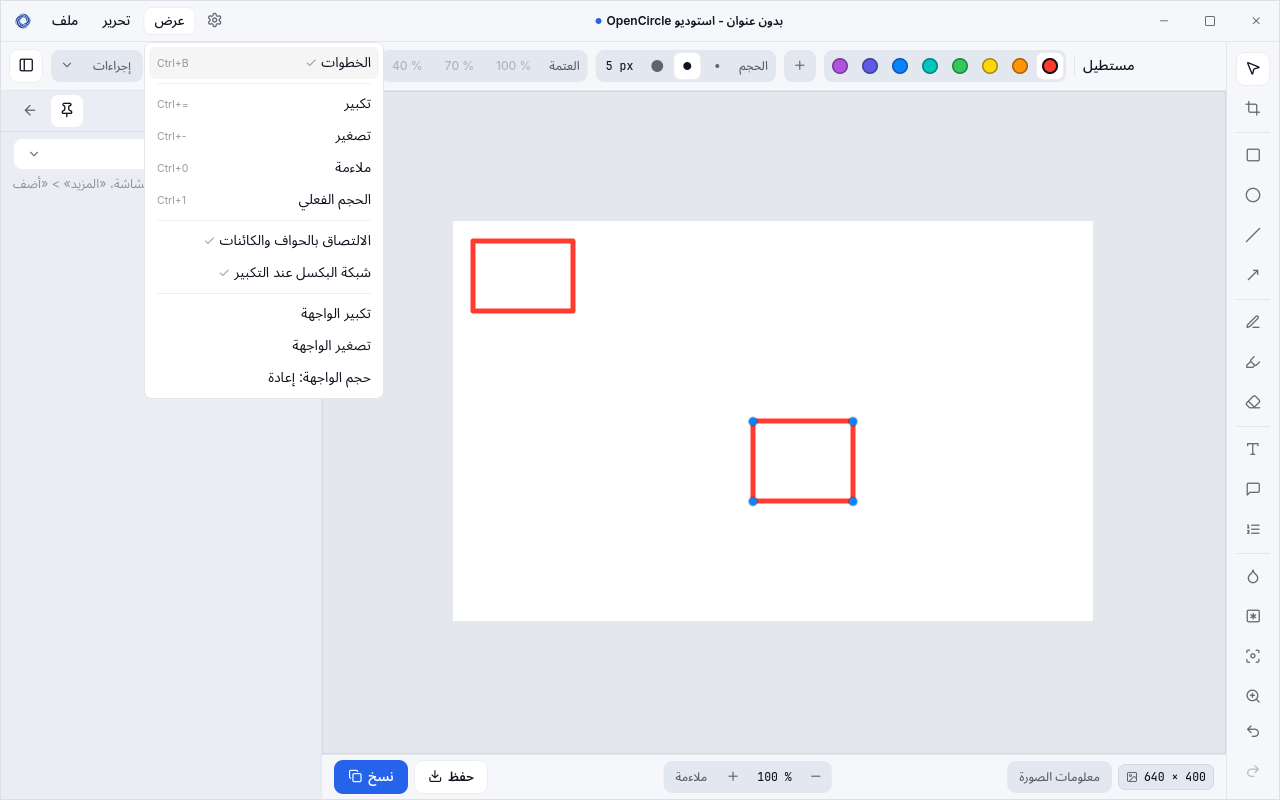 ملف
تحرير
عرض
بدون عنوان - استوديو OpenCircle
إجراءات
40 %
70 %
100 %
العتمة
5 px
الحجم
مستطيل
الخطوات
Ctrl+B
تكبير
Ctrl+=
تصغير
Ctrl+-
ملاءمة
Ctrl+0
الحجم الفعلي
Ctrl+1
الالتصاق بالحواف والكائنات
شبكة البكسل عند التكبير
تكبير الواجهة
تصغير الواجهة
حجم الواجهة: إعادة
«المزيد» > «أضف
نسخ
حفظ
ملاءمة
100 %
معلومات الصورة
640 × 400